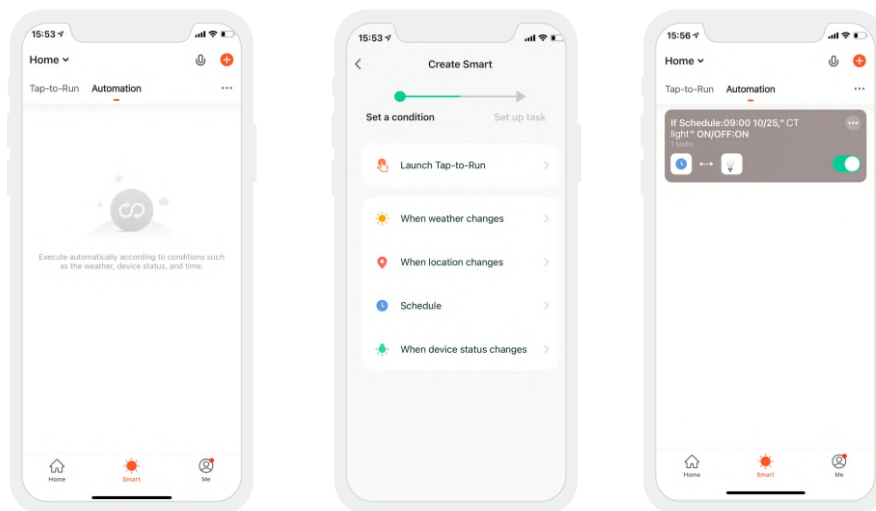 15:53
Home
Tap-to-Run Automation
Execute automatically according to conditions such
as the weather, device status, and time.
Home Smart Me
15:53
Create Smart
Set a condition Set up task
Launch Tap-to-Run
When weather changes
When location changes
Schedule
When device status changes
15:56
Home
Tap-to-Run Automation
If Schedule:09:00 10/25," CT
light" ON/OFF:ON
1 tasks
Home Smart Me